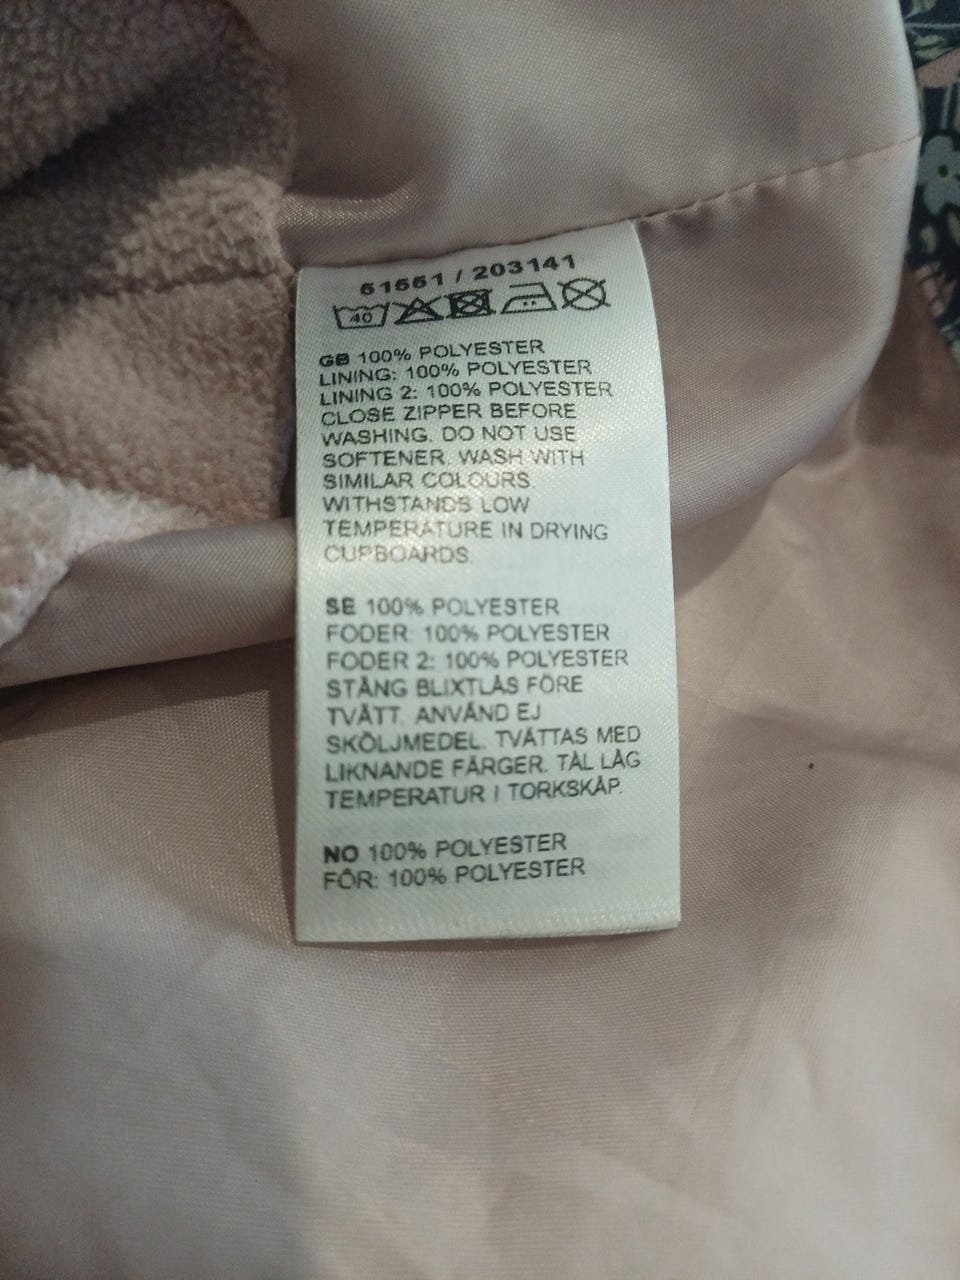 61661 / 203141
40
GB 100% POLYESTER
LINING: 100% POLYESTER
LINING 2: 100% POLYESTER
CLOSE ZIPPER BEFORE
WASHING. DO NOT USE
SOFTENER. WASH WITH
SIMILAR COLOURS.
WITHSTANDS LOW
TEMPERATURE IN DRYING
CUPBOARDS.
SE 100% POLYESTER
FODER: 100% POLYESTER
FODER 2: 100% POLYESTER
STÄNG BLIXTLÅS FÖRE
TVÄTT. ANVÄND EJ
SKÖLJMEDEL. TVÄTTAS MED
LIKNANDE FÄRGER. TÅL LÅG
TEMPERATUR I TORKSKÅP.
NO 100% POLYESTER
FÔR: 100% POLYESTER